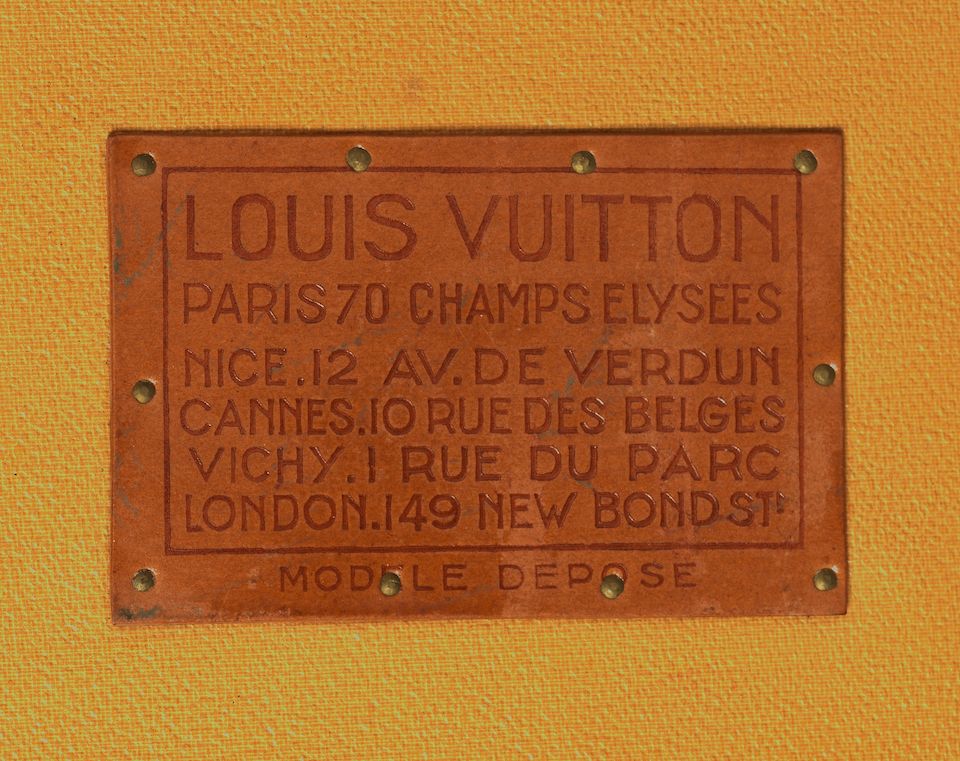 LOUIS VUITTON
PARIS 70 CHAMPS ELYSEES
NICE.12 AV. DE VERDUN
CANNES.10 RUE DES BELGES
VICHY.1 RUE DU PARC
LONDON.149 NEW BOND STT
MODELE DEPOSE